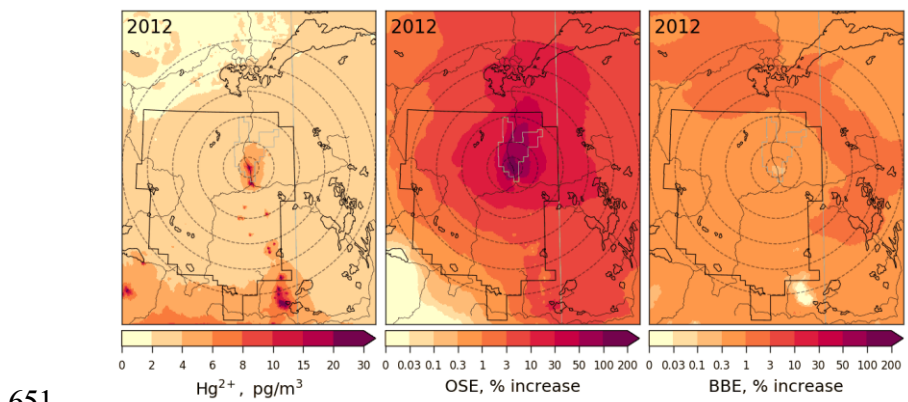 2012 2012 2012
0 2 4 6 8 10 15 20 30 0 0.03 0.1 0.3 1 3 10 30 50 100 200 0 0.03 0.1 0.3 1 3 10 30 50 100 200
Hg²⁺, pg/m³ OSE, % increase BBE, % increase
651